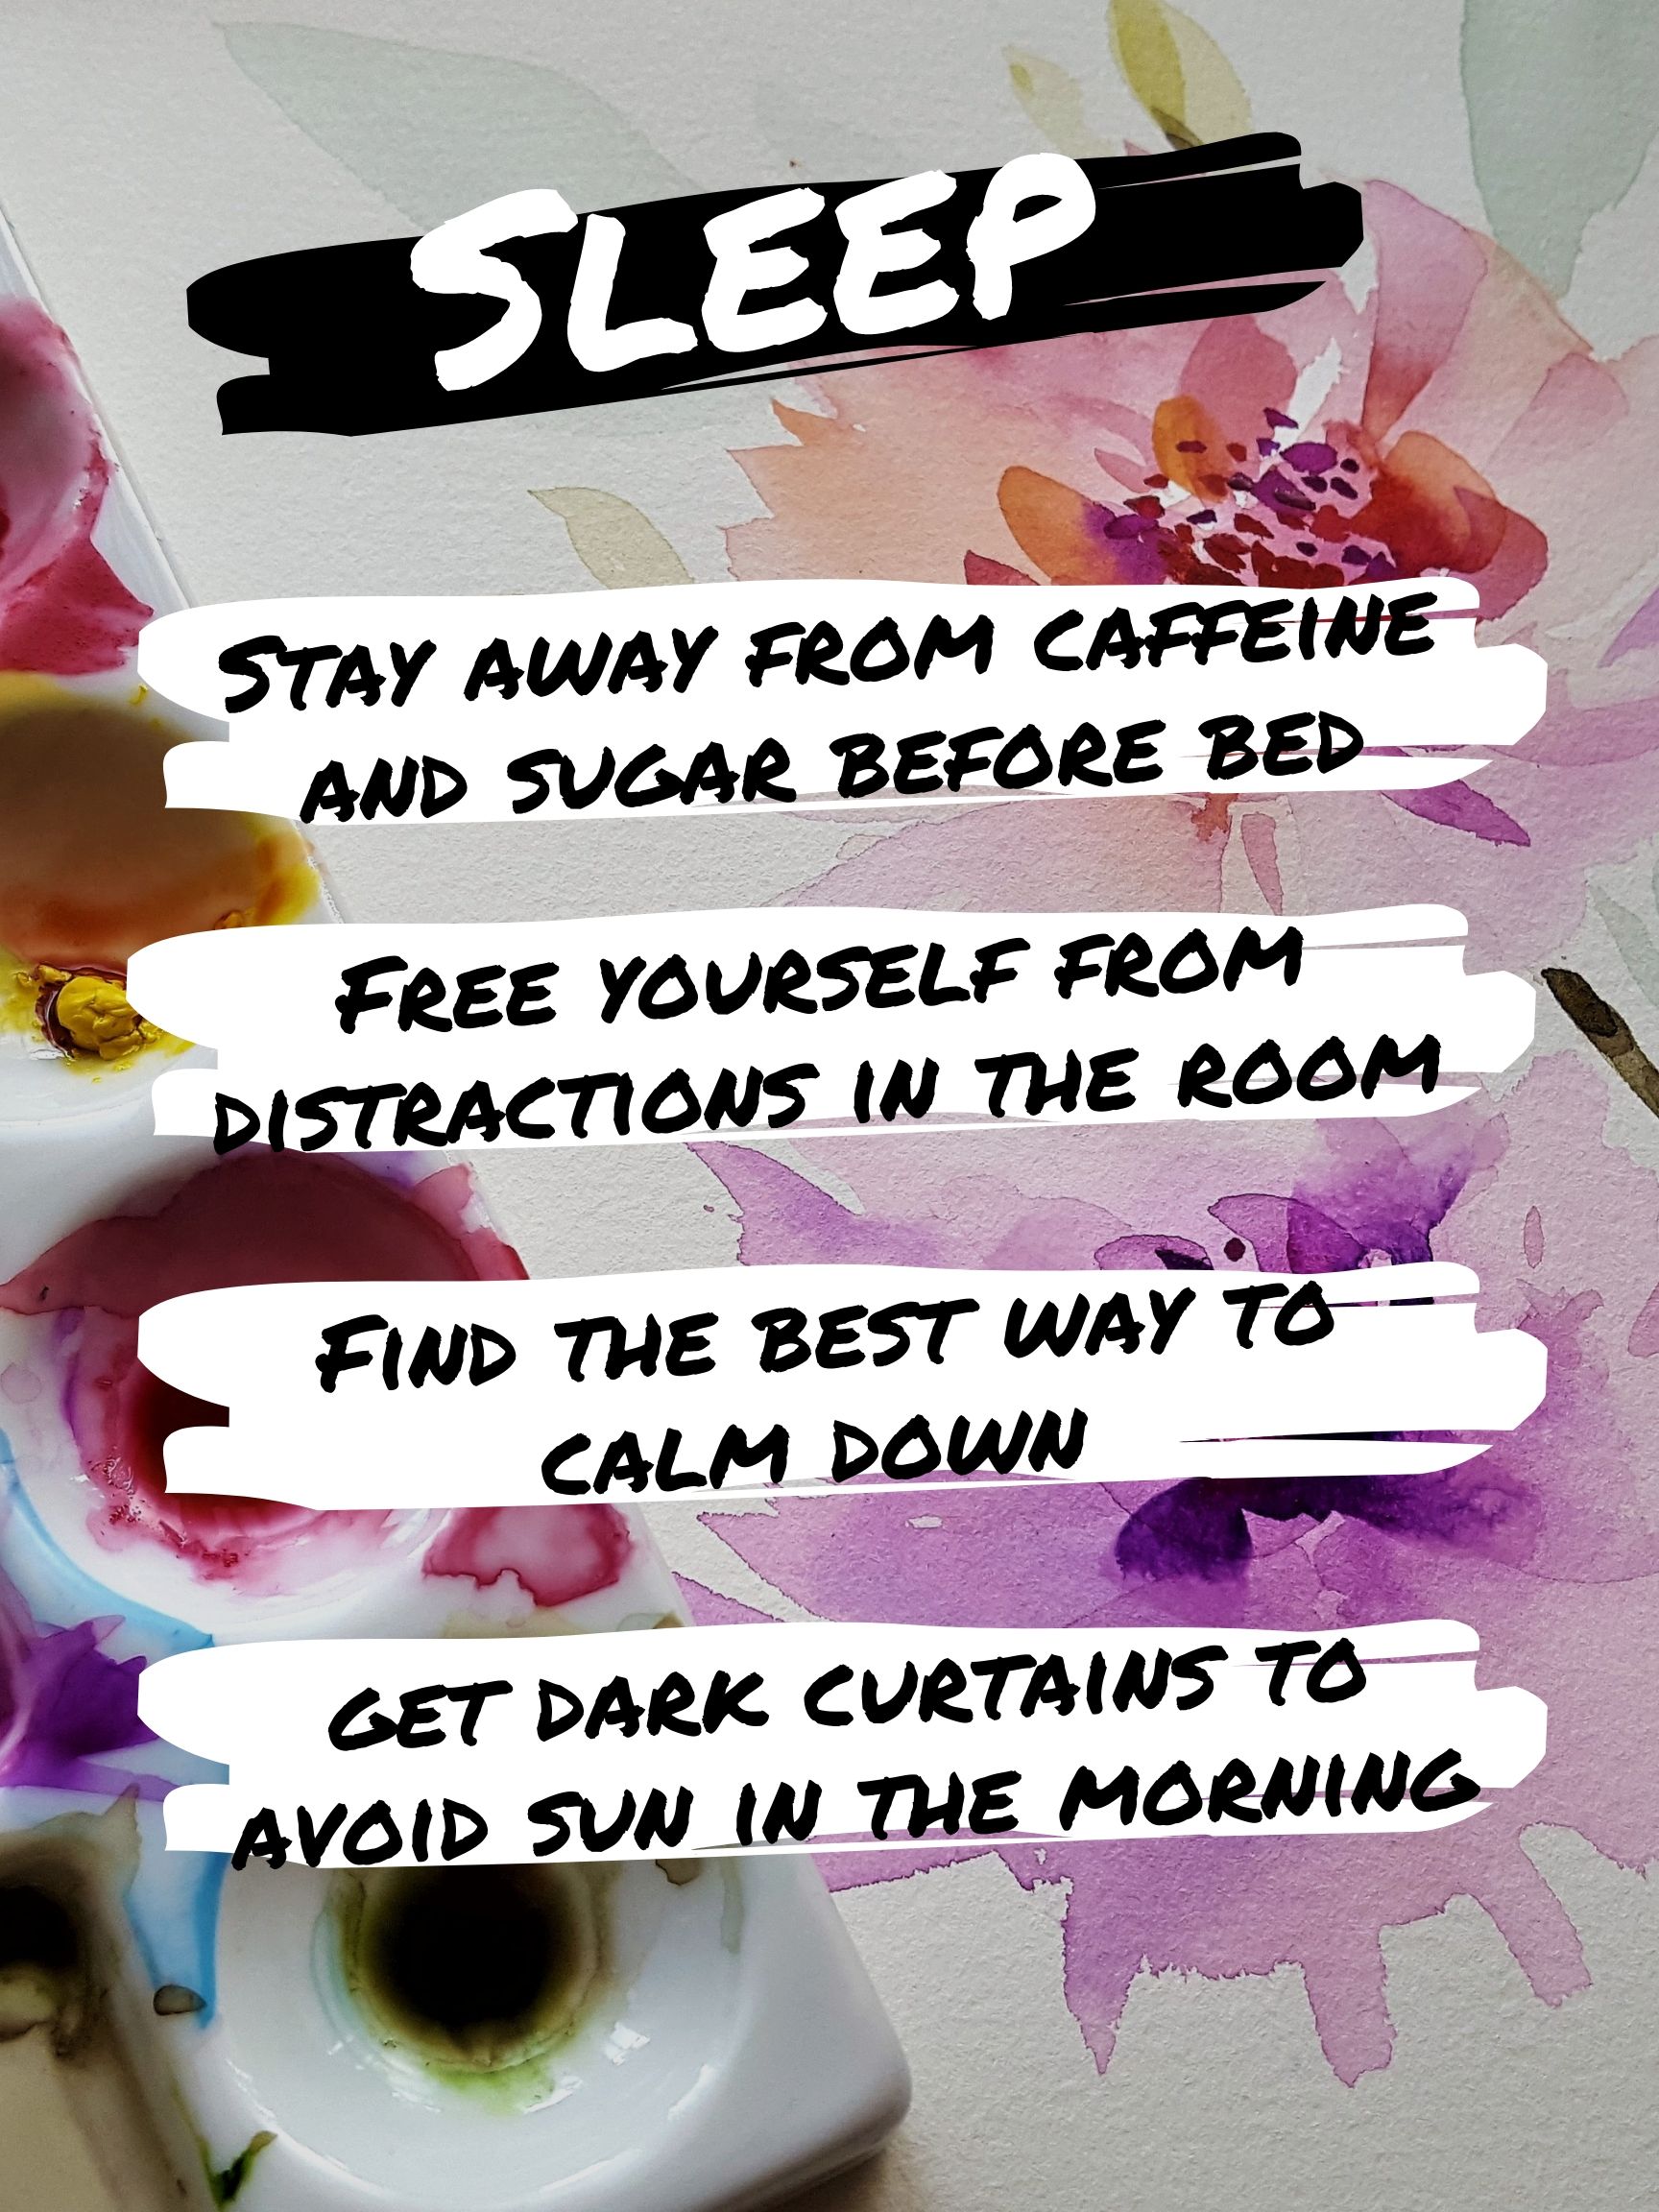 Sleep
Stay away from caffeine
and sugar before bed
Free yourself from
distractions in the room
Find the best way to
calm down
get dark curtains to
avoid sun in the morning